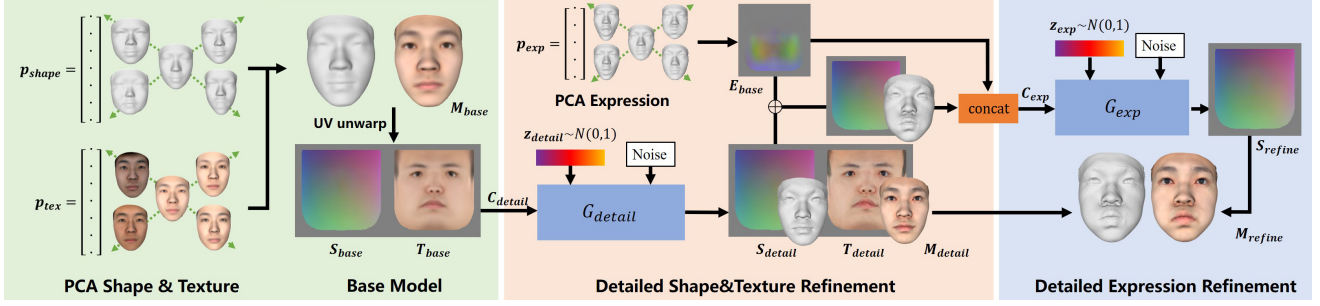 p_shape =
p_tex =
M_base
UV unwarp
S_base
T_base
PCA Shape & Texture
Base Model
p_exp =
PCA Expression
E_base
z_detail~N(0,1)
Noise
C_detail
G_detail
S_detail
T_detail
M_detail
concat
C_exp
Detailed Shape&Texture Refinement
z_exp~N(0,1)
Noise
G_exp
S_refine
M_refine
Detailed Expression Refinement